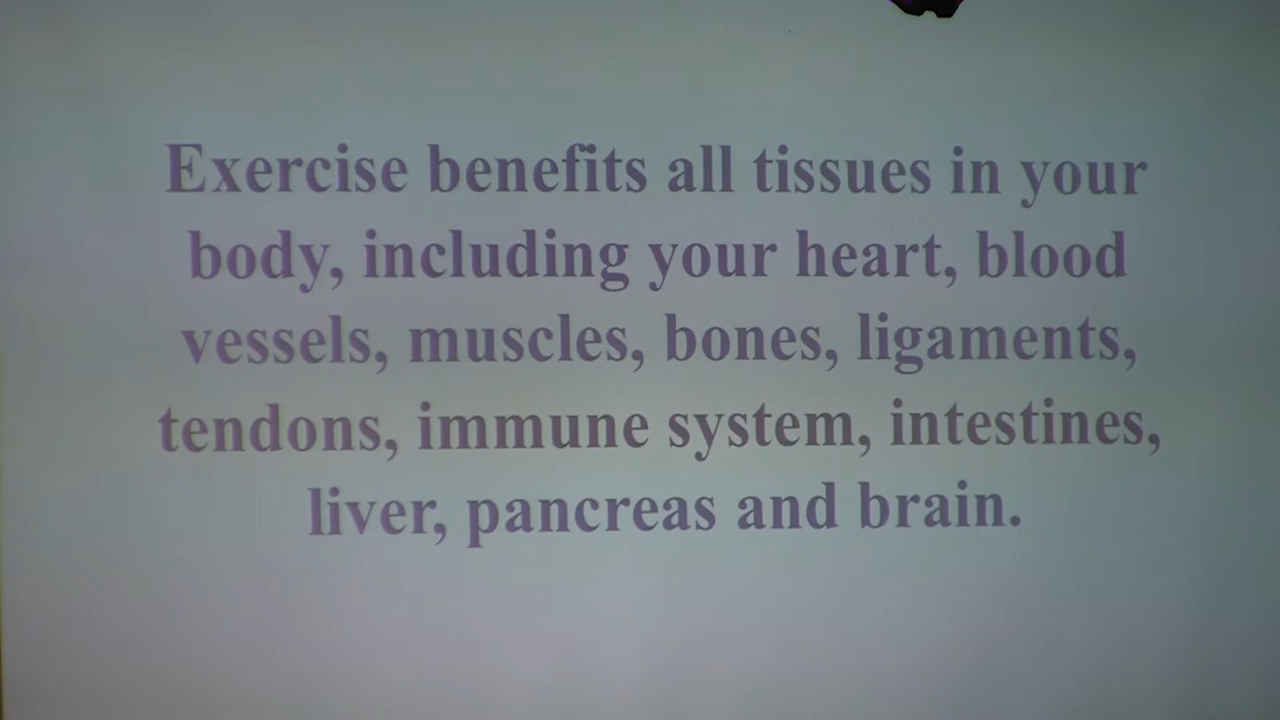 Exercise benefits all tissues in your
body, including your heart, blood
vessels, muscles, bones, ligaments,
tendons, immune system, intestines,
liver, pancreas and brain.